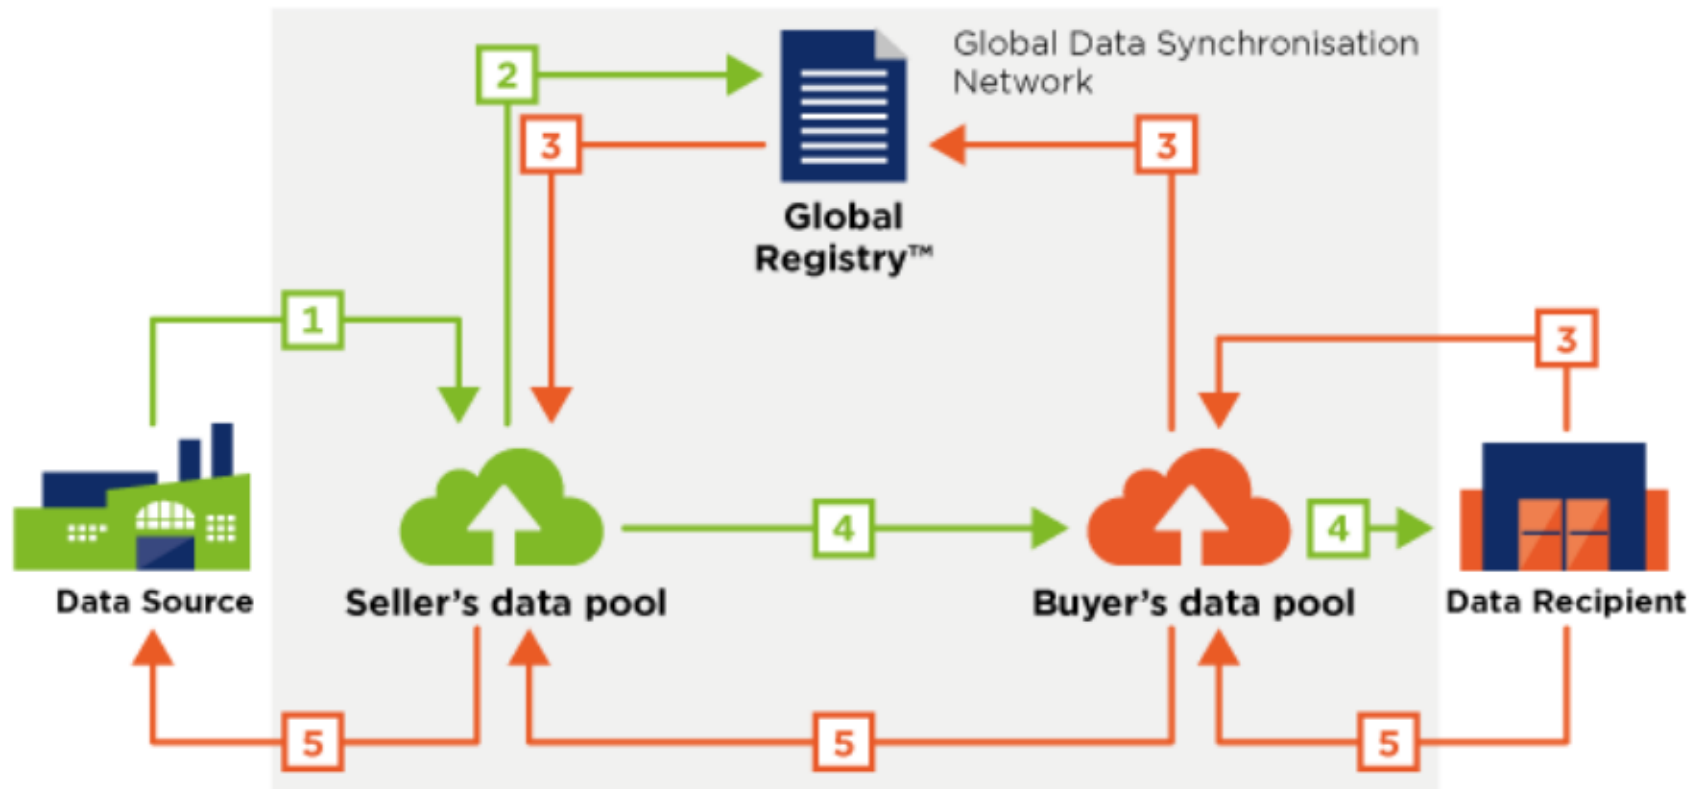 Global Data Synchronisation
Network
2
3
3
Global
Registry™
1
3
4
4
Data Source
Seller's data pool
Buyer's data pool
Data Recipient
5
5
5